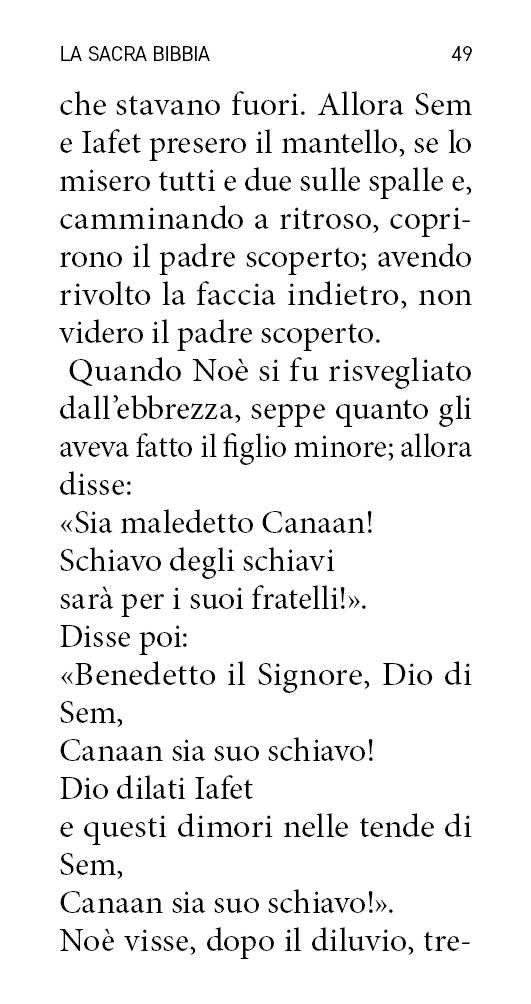 LA SACRA BIBBIA 49
che stavano fuori. Allora Sem
e Iafet presero il mantello, se lo
misero tutti e due sulle spalle e,
camminando a ritroso, copri-
rono il padre scoperto; avendo
rivolto la faccia indietro, non
videro il padre scoperto.
Quando Noè si fu risvegliato
dall’ebbrezza, seppe quanto gli
aveva fatto il figlio minore; allora
disse:
«Sia maledetto Canaan!
Schiavo degli schiavi
sarà per i suoi fratelli!».
Disse poi:
«Benedetto il Signore, Dio di
Sem,
Canaan sia suo schiavo!
Dio dilati Iafet
e questi dimori nelle tende di
Sem,
Canaan sia suo schiavo!».
Noè visse, dopo il diluvio, tre-